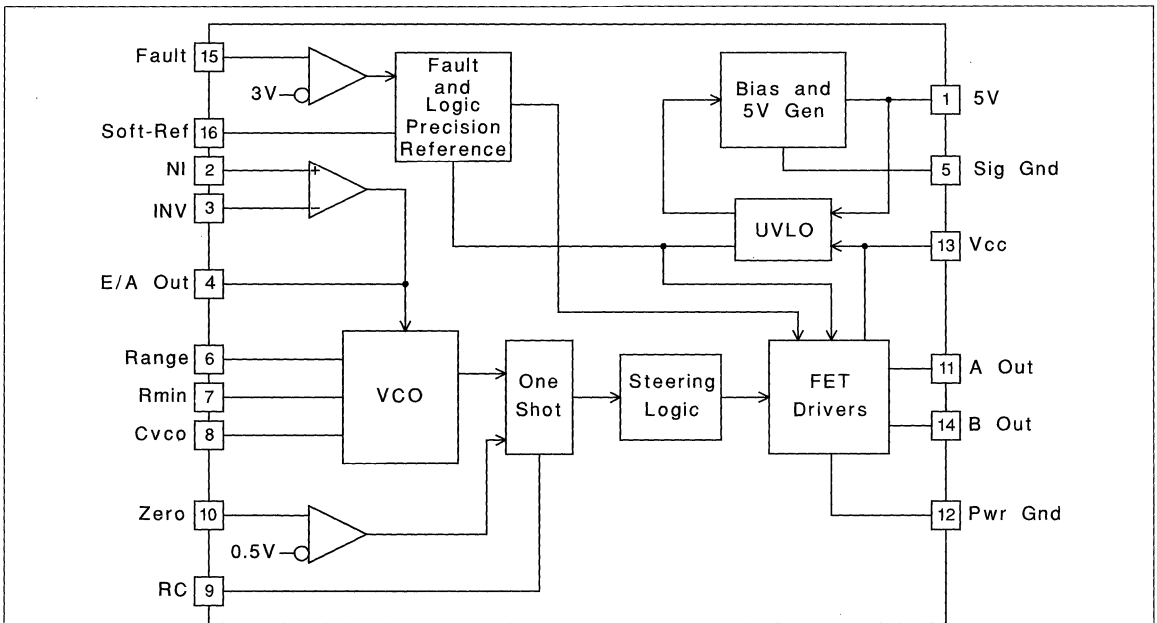 Fault 15
3V
Fault
and
Logic
Precision
Reference
Soft-Ref 16
NI 2
+
INV 3
−
E/A Out 4
Bias and
5V Gen
1 5V
5 Sig Gnd
UVLO
13 Vcc
Range 6
Rmin 7
Cvco 8
VCO
One
Shot
Steering
Logic
FET
Drivers
11 A Out
14 B Out
12 Pwr Gnd
Zero 10
0.5V
RC 9